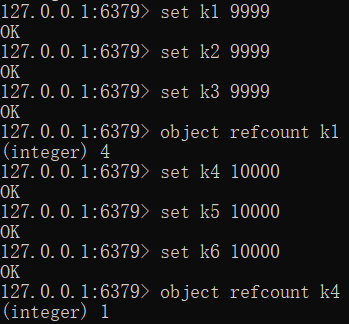 127.0.0.1:6379> set k1 9999
OK
127.0.0.1:6379> set k2 9999
OK
127.0.0.1:6379> set k3 9999
OK
127.0.0.1:6379> object refcount k1
(integer) 4
127.0.0.1:6379> set k4 10000
OK
127.0.0.1:6379> set k5 10000
OK
127.0.0.1:6379> set k6 10000
OK
127.0.0.1:6379> object refcount k4
(integer) 1